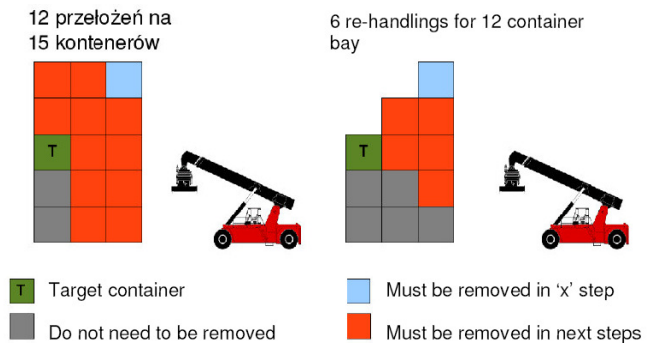 12 przełożeń na
15 kontenerów
6 re-handlings for 12 container
bay
T
T
T Target container
Must be removed in 'x' step
Do not need to be removed
Must be removed in next steps